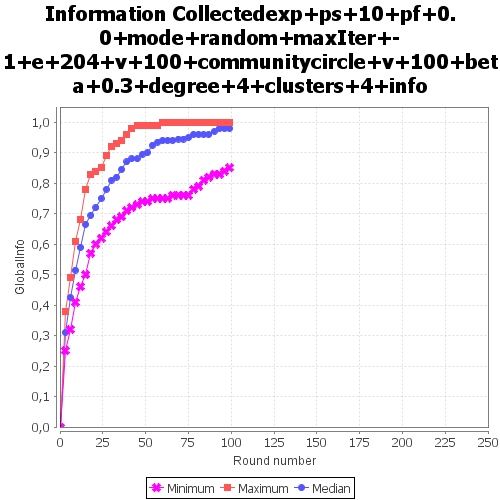 Information Collectedexp+ps+10+pf+0.
0+mode+random+maxIter+-
1+e+204+v+100+communitycircle+v+100+bet
a+0.3+degree+4+clusters+4+info
1,0
0,9
0,8
0,7
0,6
0,5
0,4
0,3
0,2
0,1
0,0
GlobalInfo
0 25 50 75 100 125 150 175 200 225 250
Round number
Minimum Maximum Median